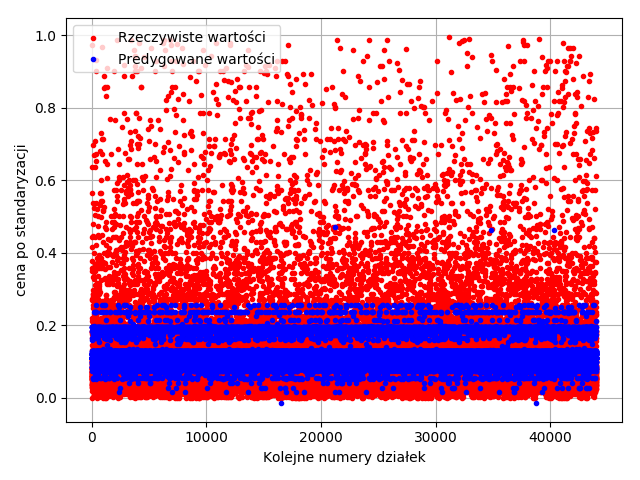 Rzeczywiste wartości
Predygowane wartości
cena po standaryzacji
1.0
0.8
0.6
0.4
0.2
0.0
0
10000
20000
30000
40000
Kolejne numery działek